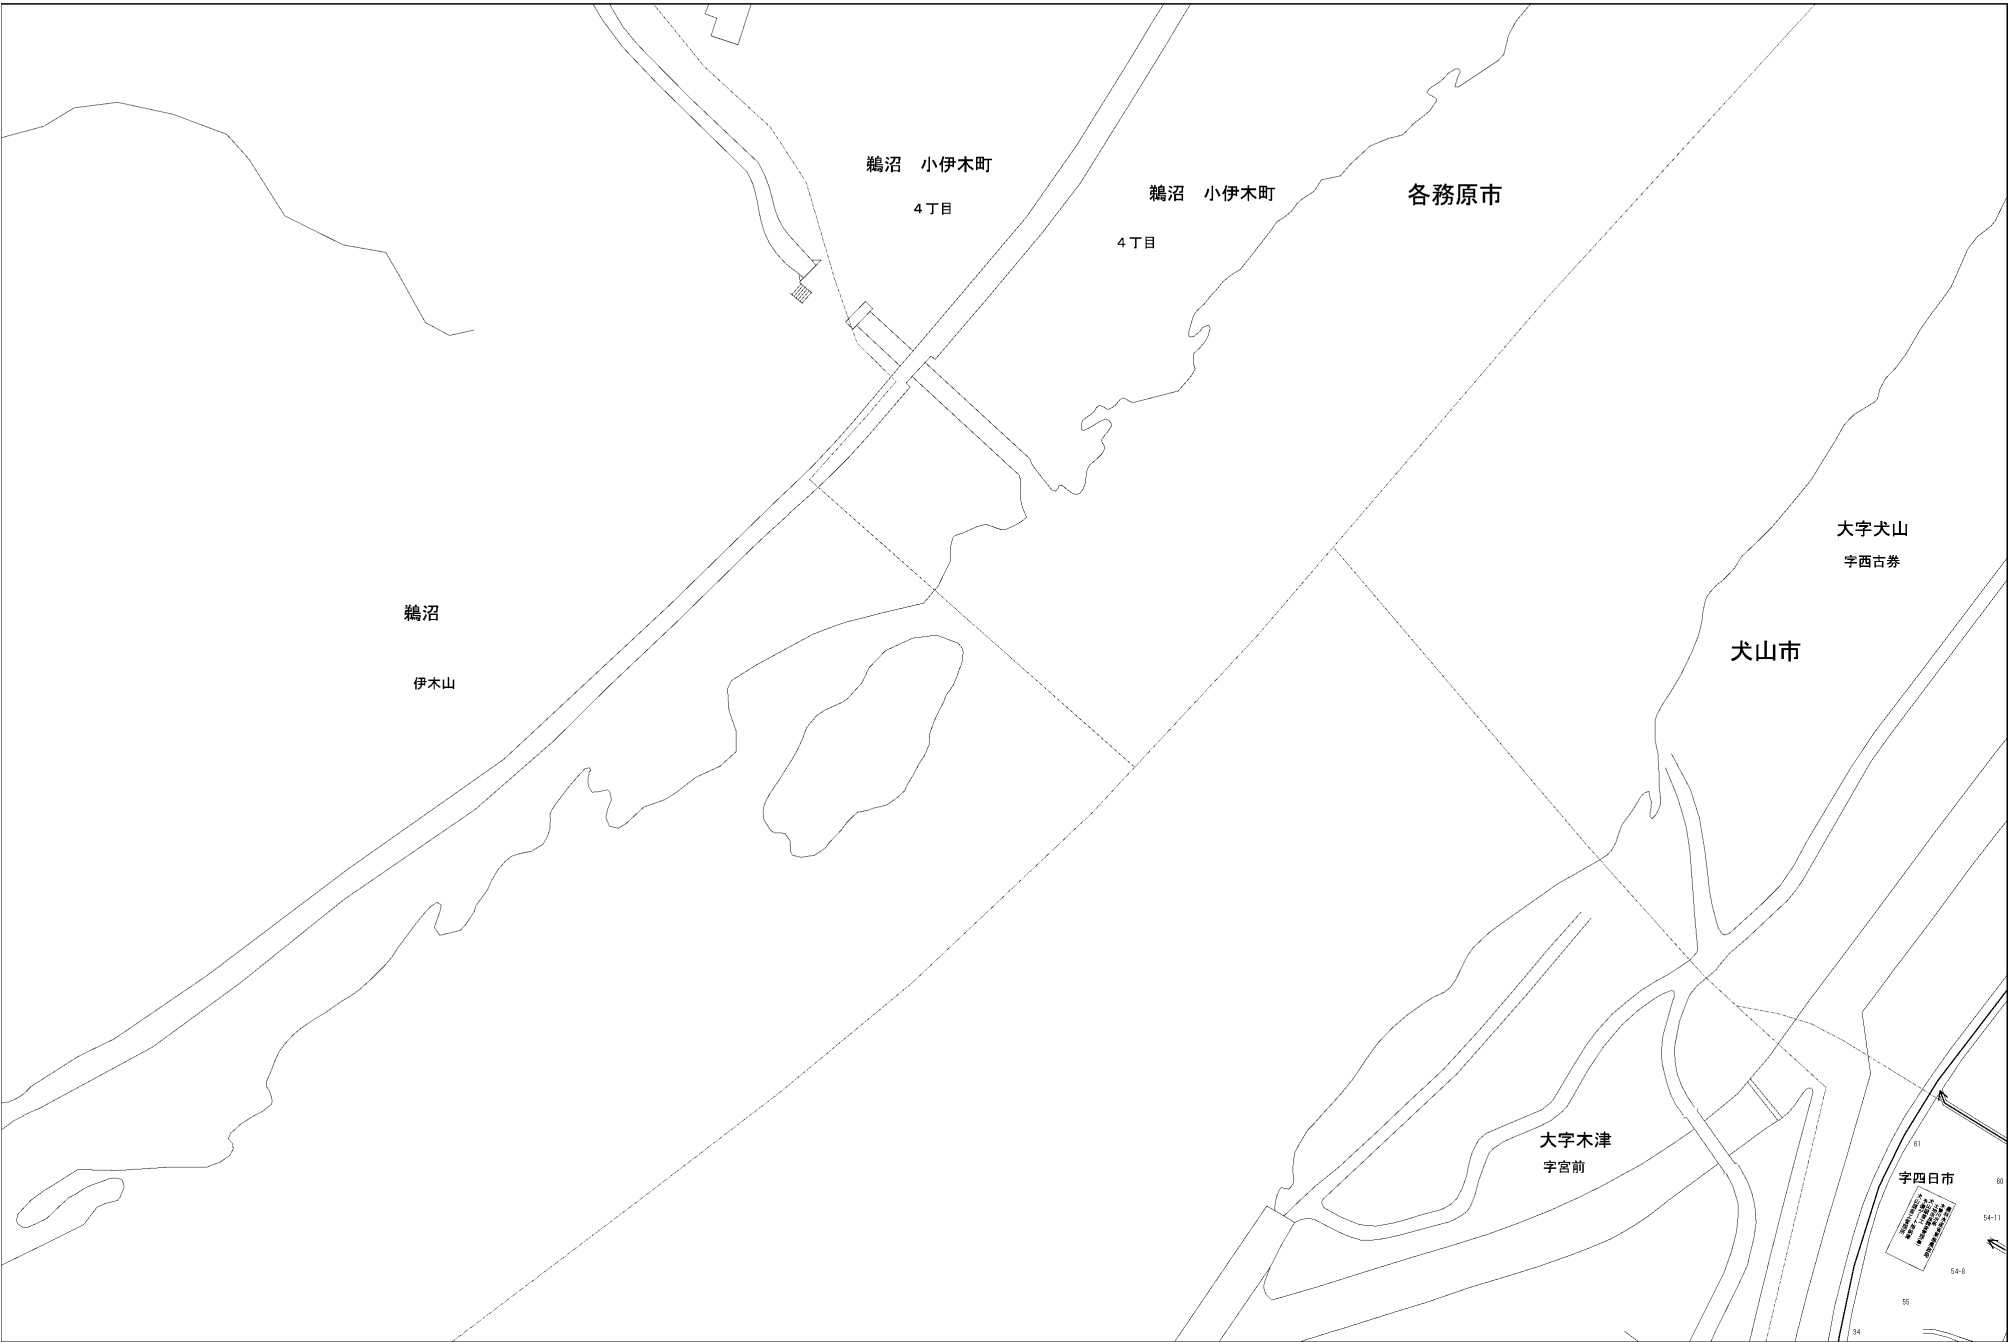 鵜沼　小伊木町
４丁目
鵜沼　小伊木町
４丁目
各務原市
大字犬山
字西古券
犬山市
鵜沼
伊木山
大字木津
字宮前
字四日市
61
60
54-11
54-8
55
34